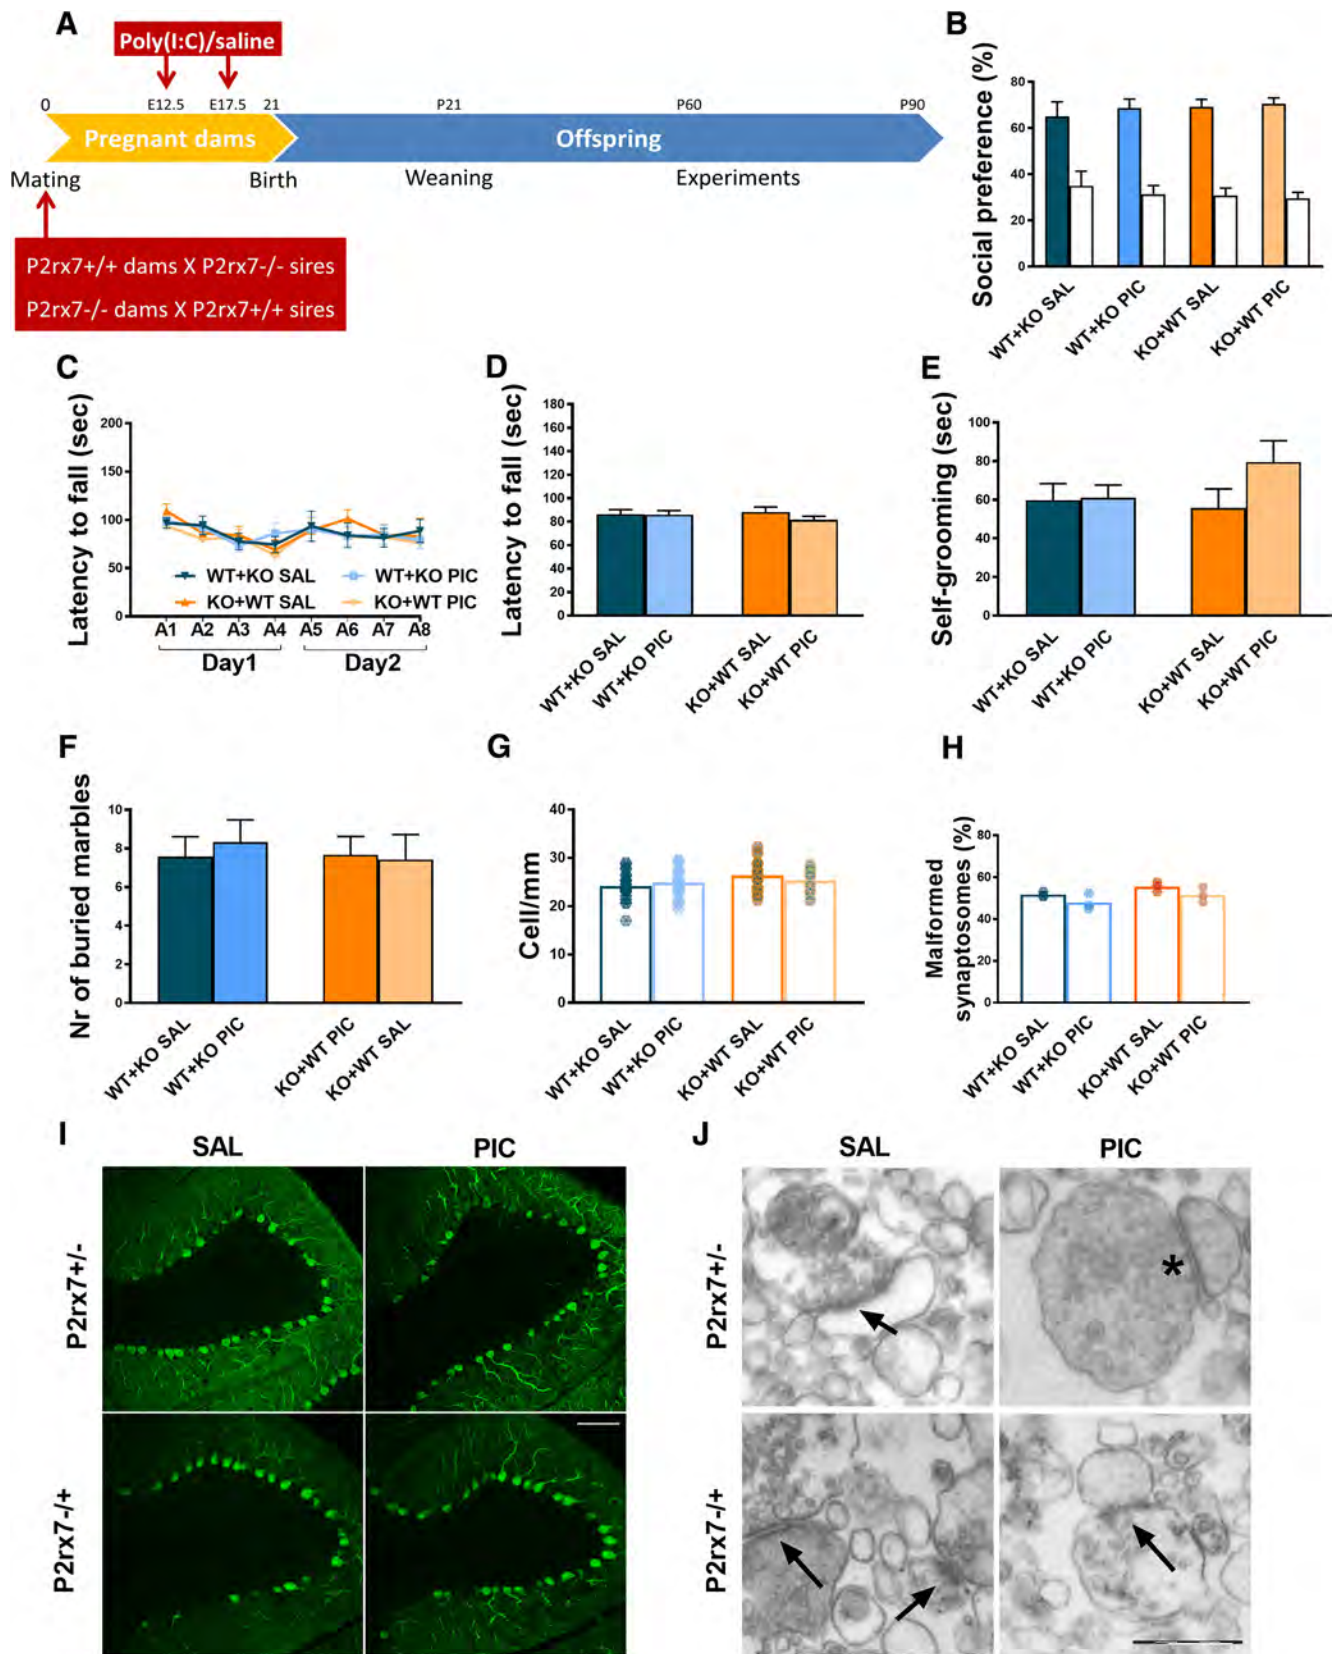 A
Poly(I:C)/saline
0
E12.5
E17.5
21
P21
P60
P90
Pregnant dams
Offspring
Mating
Birth
Weaning
Experiments
P2rx7+/+ dams X P2rx7-/- sires
P2rx7-/- dams X P2rx7+/+ sires
B
Social preference (%)
80
60
40
20
0
WT+KO SAL
WT+KO PIC
KO+WT SAL
KO+WT PIC
C
Latency to fall (sec)
200
150
100
50
0
WT+KO SAL
WT+KO PIC
KO+WT SAL
KO+WT PIC
A1 A2 A3 A4 A5 A6 A7 A8
Day1
Day2
D
Latency to fall (sec)
180
160
140
120
100
80
60
40
20
0
WT+KO SAL
WT+KO PIC
KO+WT SAL
KO+WT PIC
E
Self-grooming (sec)
100
80
60
40
20
0
WT+KO SAL
WT+KO PIC
KO+WT SAL
KO+WT PIC
F
Nr of buried marbles
10
8
6
4
2
0
WT+KO SAL
WT+KO PIC
KO+WT PIC
KO+WT SAL
G
Cell/mm
40
30
20
10
0
WT+KO SAL
WT+KO PIC
KO+WT SAL
KO+WT PIC
H
Malformed
synaptosomes (%)
80
60
40
20
0
WT+KO SAL
WT+KO PIC
KO+WT SAL
KO+WT PIC
I
SAL
PIC
P2rx7+/-
P2rx7-/+
J
SAL
PIC
P2rx7+/-
*
P2rx7-/+